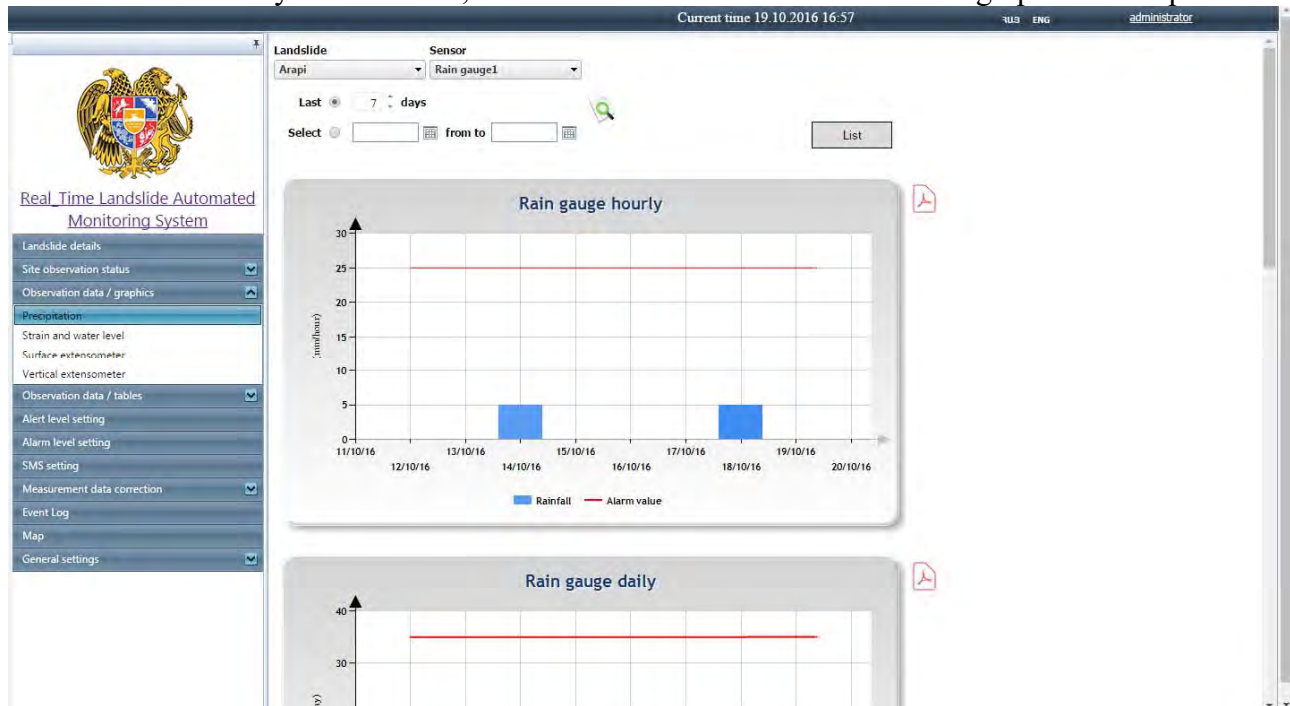 Current time 19.10.2016 16:57
ՀԱՅ ENG
administrator
Real_Time Landslide Automated
Monitoring System
Landslide details
Site observation status
Observation data / graphics
Precipitation
Strain and water level
Surface extensometer
Vertical extensometer
Observation data / tables
Alert level setting
Alarm level setting
SMS setting
Measurement data correction
Event Log
Map
General settings
Landslide Sensor
Arapi Rain gauge1
Last 7 days
Select from to
List
Rain gauge hourly
30
25
20
15
10
5
0
(mm/hour)
11/10/16 13/10/16 15/10/16 17/10/16 19/10/16
12/10/16 14/10/16 16/10/16 18/10/16 20/10/16
Rainfall Alarm value
Rain gauge daily
40
30